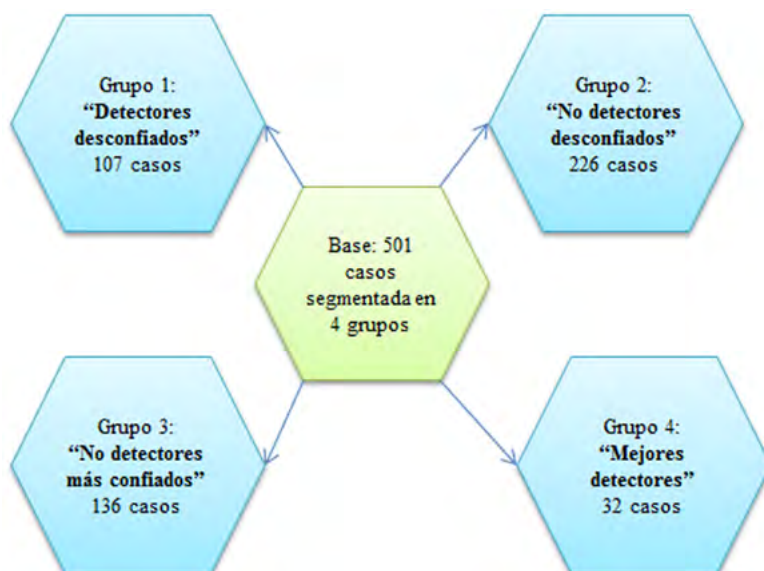 Grupo 1:
“Detectores
desconfiados”
107 casos
Grupo 2:
“No detectores
desconfiados”
226 casos
Base: 501
casos
segmentada en
4 grupos
Grupo 3:
“No detectores
más confiados”
136 casos
Grupo 4:
“Mejores
detectores”
32 casos